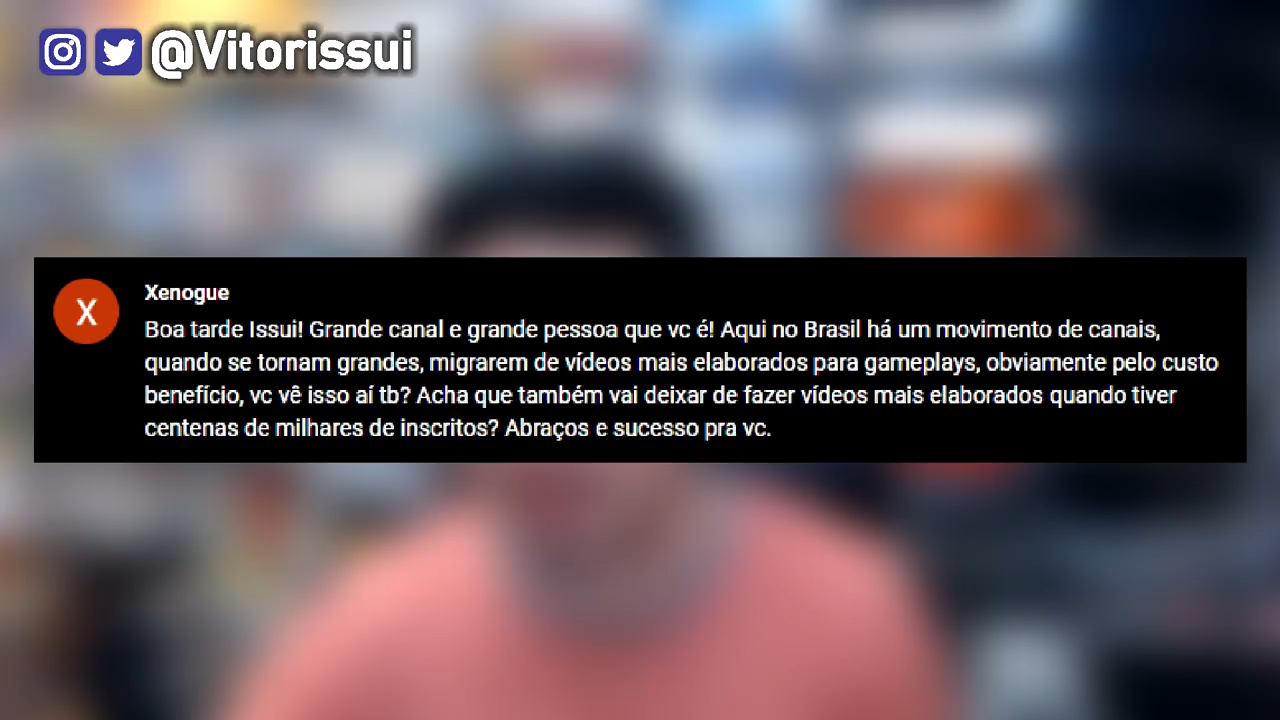 @Vitorissui
X
Xenogue
Boa tarde Issui! Grande canal e grande pessoa que vc é! Aqui no Brasil há um movimento de canais,
quando se tornam grandes, migrarem de vídeos mais elaborados para gameplays, obviamente pelo custo
benefício, vc vê isso aí tb? Acha que também vai deixar de fazer vídeos mais elaborados quando tiver
centenas de milhares de inscritos? Abraços e sucesso pra vc.